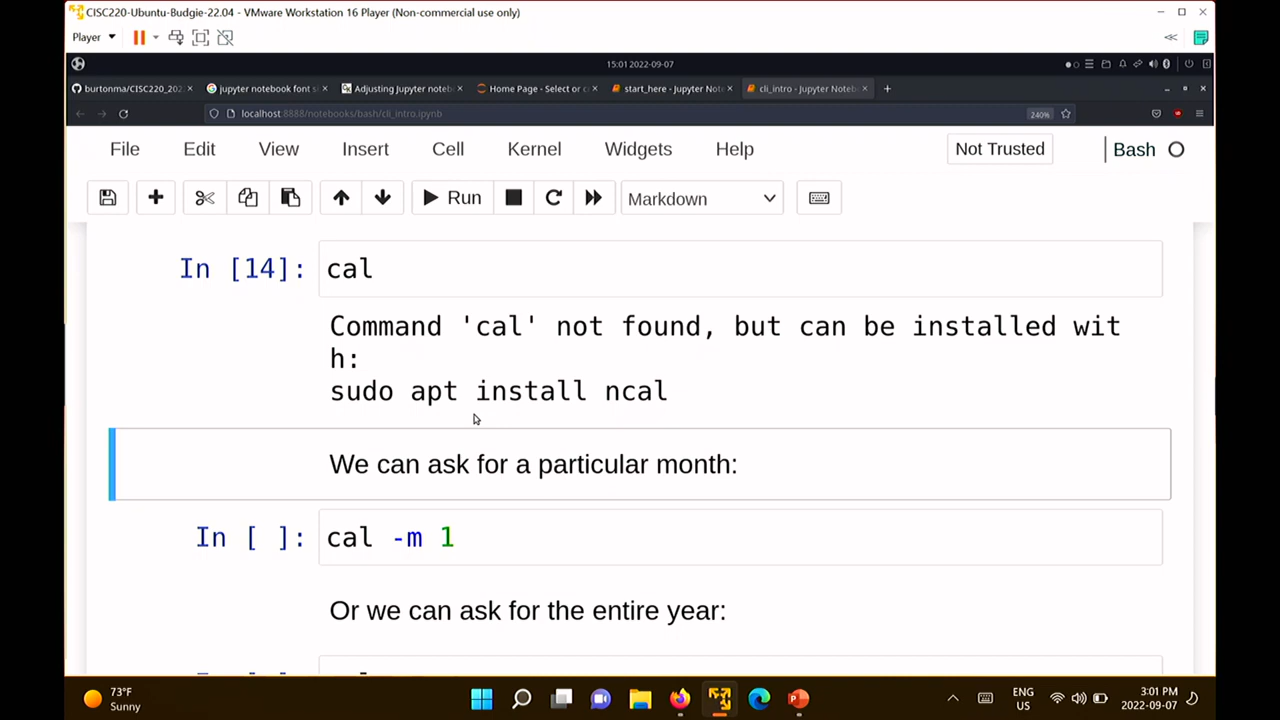 CISC220-Ubuntu-Budgie-22.04 - VMware Workstation 16 Player (Non-commercial use only)
Player
15:01 2022-09-07
burtonma/CISC220_202
jupyter notebook font si
Adjusting Jupyter noteb
Home Page - Select or c
start_here - Jupyter Note
cli_intro - Jupyter Noteb
localhost:8888/notebooks/bash/cli_intro.ipynb
240%
File Edit View Insert Cell Kernel Widgets Help
Not Trusted
Bash
Run
Markdown
In [14]: cal
Command 'cal' not found, but can be installed wit
h:
sudo apt install ncal
We can ask for a particular month:
In [ ]: cal -m 1
Or we can ask for the entire year:
73°F
Sunny
ENG
US
3:01 PM
2022-09-07